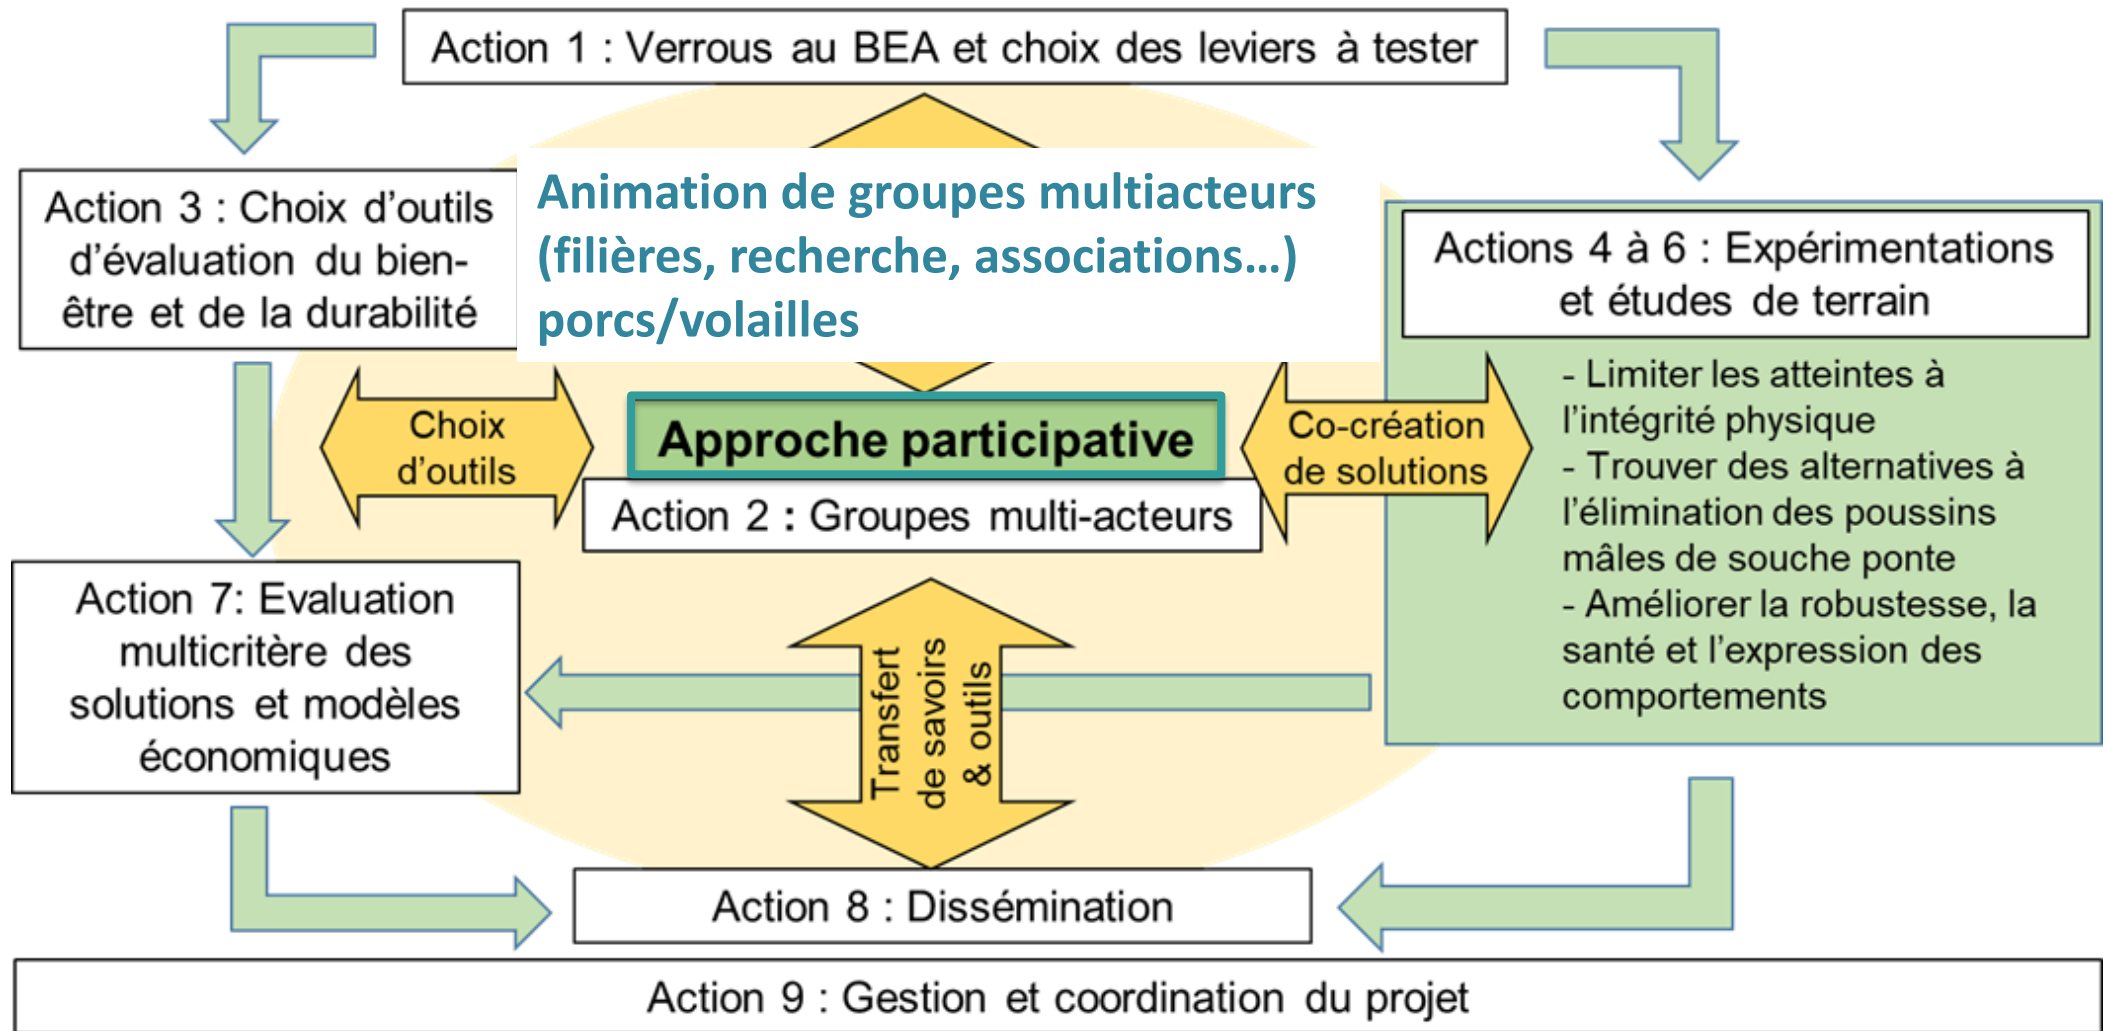 Action 1 : Verrous au BEA et choix des leviers à tester
Action 3 : Choix d’outils
d’évaluation du bien-
être et de la durabilité
Animation de groupes multiacteurs
(filières, recherche, associations…)
porcs/volailles
Actions 4 à 6 : Expérimentations
et études de terrain
- Limiter les atteintes à
l’intégrité physique
- Trouver des alternatives à
l’élimination des poussins
mâles de souche ponte
- Améliorer la robustesse, la
santé et l’expression des
comportements
Choix
d’outils
Approche participative
Action 2 : Groupes multi-acteurs
Co-création
de solutions
Action 7: Evaluation
multicritère des
solutions et modèles
économiques
Transfert
de savoirs
& outils
Action 8 : Dissémination
Action 9 : Gestion et coordination du projet